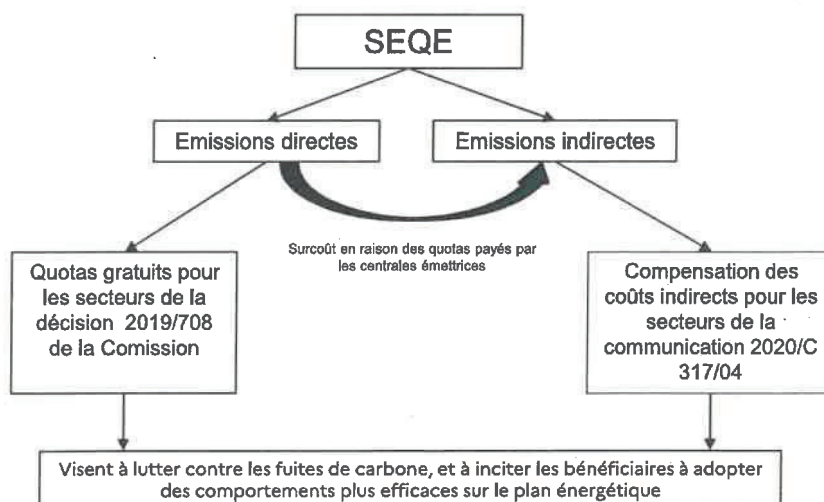 SEQE
Emissions directes
Emissions indirectes
Surcoût en raison des quotas payés par
les centrales émettrices
Quotas gratuits pour
les secteurs de la
décision 2019/708
de la Comission
Compensation des
coûts indirects pour les
secteurs de la
communication 2020/C
317/04
Visent à lutter contre les fuites de carbone, et à inciter les bénéficiaires à adopter
des comportements plus efficaces sur le plan énergétique